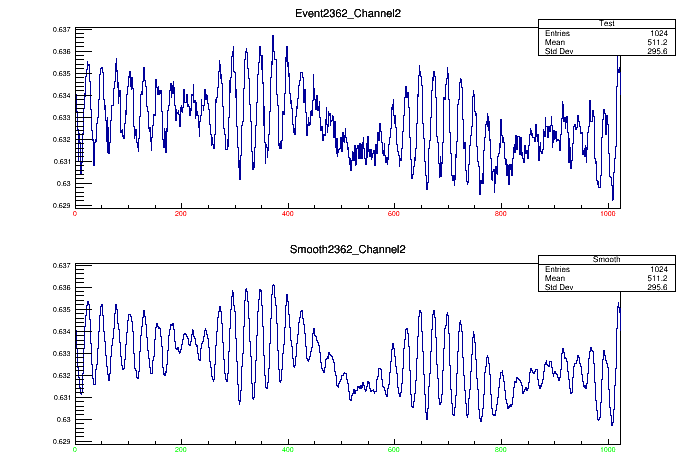 Event2362_Channel2
Test
Entries 1024
Mean 511.2
Std Dev 295.6
0.637
0.636
0.635
0.634
0.633
0.632
0.631
0.63
0.629
0 200 400 600 800 1000
Smooth2362_Channel2
Smooth
Entries 1024
Mean 511.2
Std Dev 295.6
0.637
0.636
0.635
0.634
0.633
0.632
0.631
0.63
0.629
0 200 400 600 800 1000